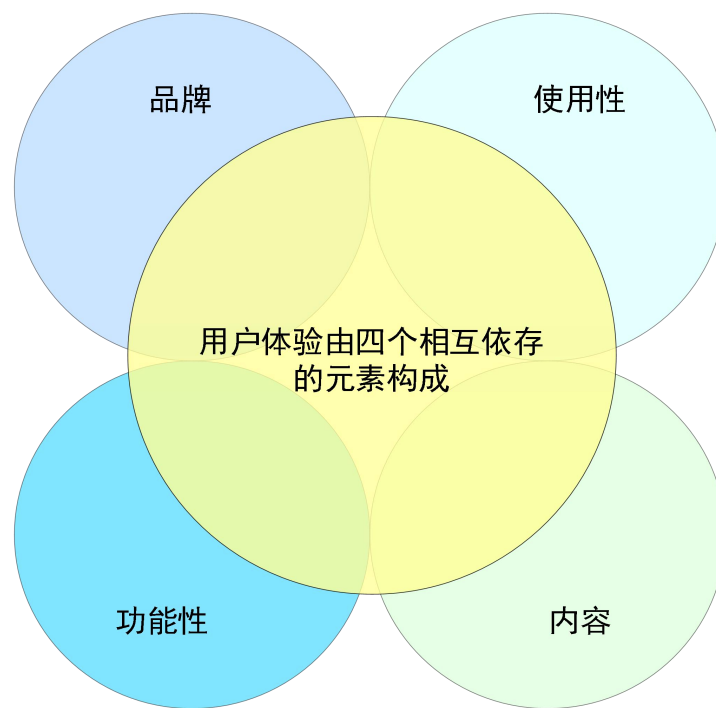 品牌
使用性
用户体验由四个相互依存
的元素构成
功能性
内容